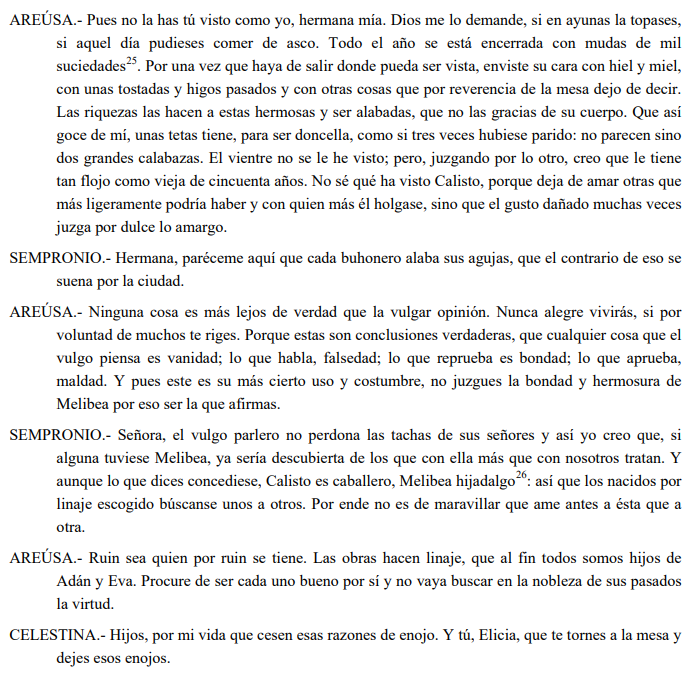 AREÚSA.- Pues no la has tú visto como yo, hermana mía. Dios me lo demande, si en ayunas la topases,
si aquel día pudieses comer de asco. Todo el año se está encerrada con mudas de mil
suciedades25. Por una vez que haya de salir donde pueda ser vista, enviste su cara con hiel y miel,
con unas tostadas y higos pasados y con otras cosas que por reverencia de la mesa dejo de decir.
Las riquezas las hacen a estas hermosas y ser alabadas, que no las gracias de su cuerpo. Que así
goce de mí, unas tetas tiene, para ser doncella, como si tres veces hubiese parido: no parecen sino
dos grandes calabazas. El vientre no se le he visto; pero, juzgando por lo otro, creo que le tiene
tan flojo como vieja de cincuenta años. No sé qué ha visto Calisto, porque deja de amar otras que
más ligeramente podría haber y con quien más él holgase, sino que el gusto dañado muchas veces
juzga por dulce lo amargo.
SEMPRONIO.- Hermana, paréceme aquí que cada buhonero alaba sus agujas, que el contrario de eso se
suena por la ciudad.
AREÚSA.- Ninguna cosa es más lejos de verdad que la vulgar opinión. Nunca alegre vivirás, si por
voluntad de muchos te riges. Porque estas son conclusiones verdaderas, que cualquier cosa que el
vulgo piensa es vanidad; lo que habla, falsedad; lo que reprueba es bondad; lo que aprueba,
maldad. Y pues este es su más cierto uso y costumbre, no juzgues la bondad y hermosura de
Melibea por eso ser la que afirmas.
SEMPRONIO.- Señora, el vulgo parlero no perdona las tachas de sus señores y así yo creo que, si
alguna tuviese Melibea, ya sería descubierta de los que con ella más que con nosotros tratan. Y
aunque lo que dices concediese, Calisto es caballero, Melibea hijadalgo26: así que los nacidos por
linaje escogido búscanse unos a otros. Por ende no es de maravillar que ame antes a ésta que a
otra.
AREÚSA.- Ruin sea quien por ruin se tiene. Las obras hacen linaje, que al fin todos somos hijos de
Adán y Eva. Procure de ser cada uno bueno por sí y no vaya buscar en la nobleza de sus pasados
la virtud.
CELESTINA.- Hijos, por mi vida que cesen esas razones de enojo. Y tú, Elicia, que te tornes a la mesa y
dejes esos enojos.